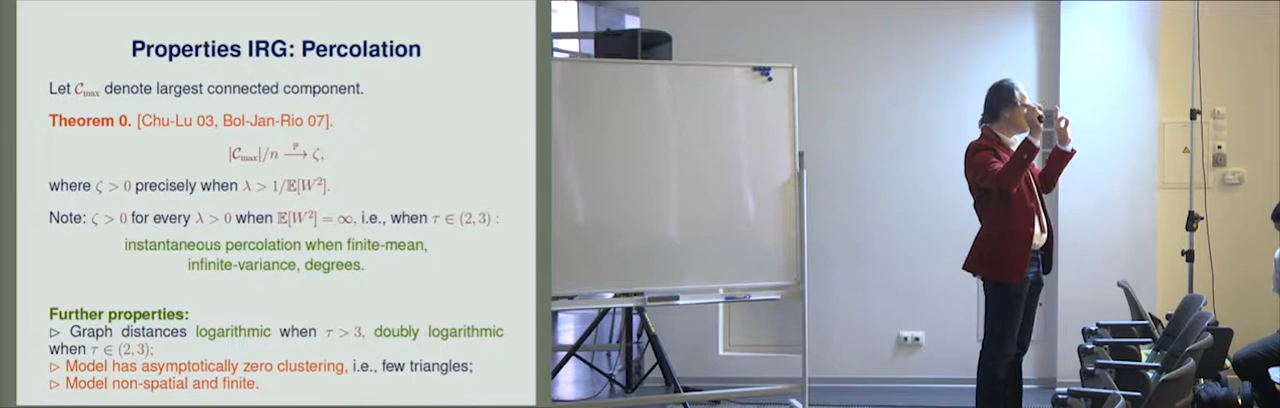 Properties IRG: Percolation
Let 𝒞_max denote largest connected component.
Theorem 0. [Chu-Lu 03, Bol-Jan-Rio 07].
|𝒞_max|/n —ℙ→ ζ,
where ζ > 0 precisely when λ > 1/𝔼[W²].
Note: ζ > 0 for every λ > 0 when 𝔼[W²] = ∞, i.e., when τ ∈ (2, 3) :
instantaneous percolation when finite-mean,
infinite-variance, degrees.
Further properties:
▷ Graph distances logarithmic when τ > 3, doubly logarithmic
when τ ∈ (2, 3);
▷ Model has asymptotically zero clustering, i.e., few triangles;
▷ Model non-spatial and finite.